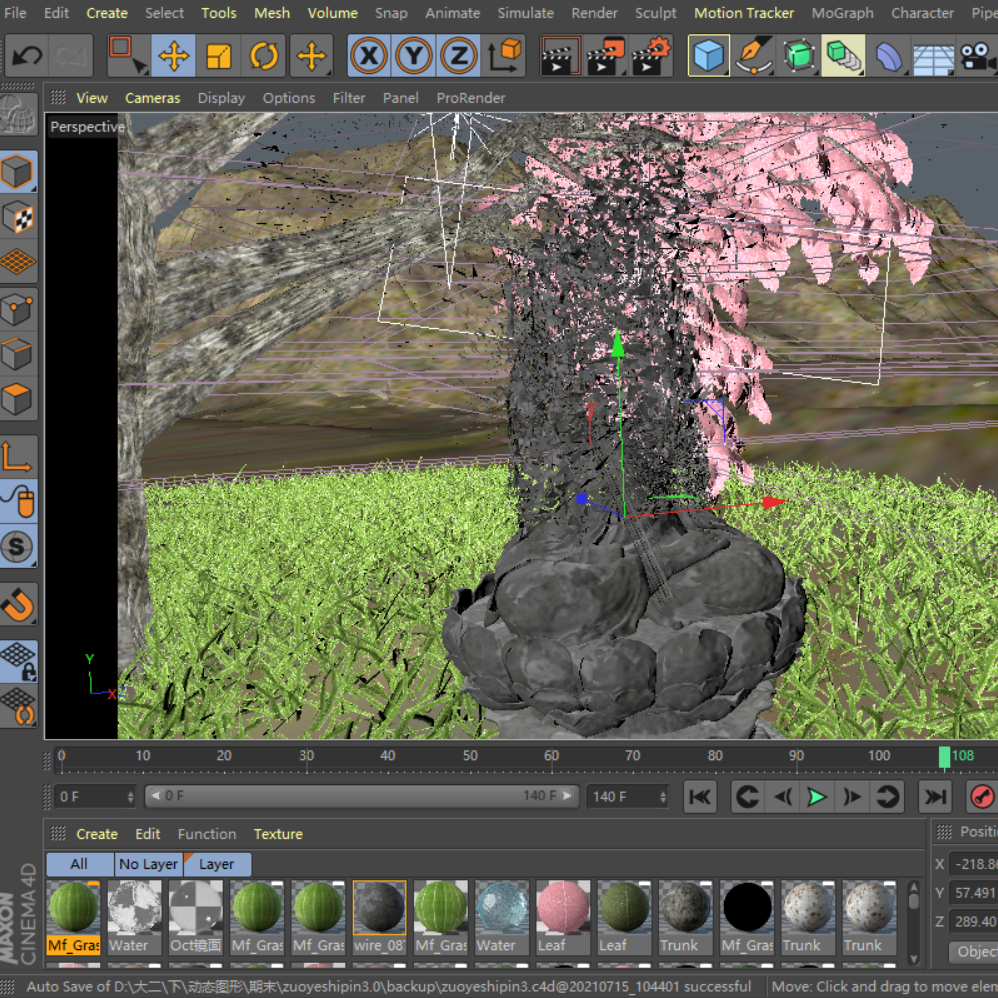 File Edit Create Select Tools Mesh Volume Snap Animate Simulate Render Sculpt Motion Tracker MoGraph Character Pipe
X Y Z
View Cameras Display Options Filter Panel ProRender
Perspective
S
Y
X
0 10 20 30 40 50 60 70 80 90 100 108
0 F 0 F 140 F 140 F
Create Edit Function Texture Positi
All No Layer Layer
X -218.86
Y 57.491
Z 289.40
Mf_Gras Water Oct镜面 Mf_Gras Mf_Gras wire_087 Mf_Gras Water Leaf Leaf Trunk Mf_Gras Trunk Trunk
Objec
MAXON
CINEMA 4D
Auto Save of D:\大二\下\动态图形\期末\zuoyeshipin3.0\backup\zuoyeshipin3.c4d@20210715_104401 successful Move: Click and drag to move elem